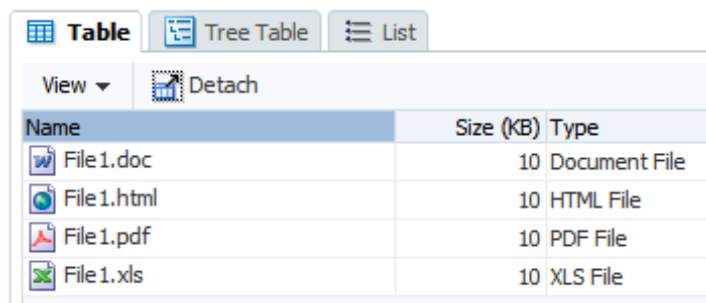 Table Tree Table List
View Detach
Name Size (KB) Type
File1.doc 10 Document File
File1.html 10 HTML File
File1.pdf 10 PDF File
File1.xls 10 XLS File